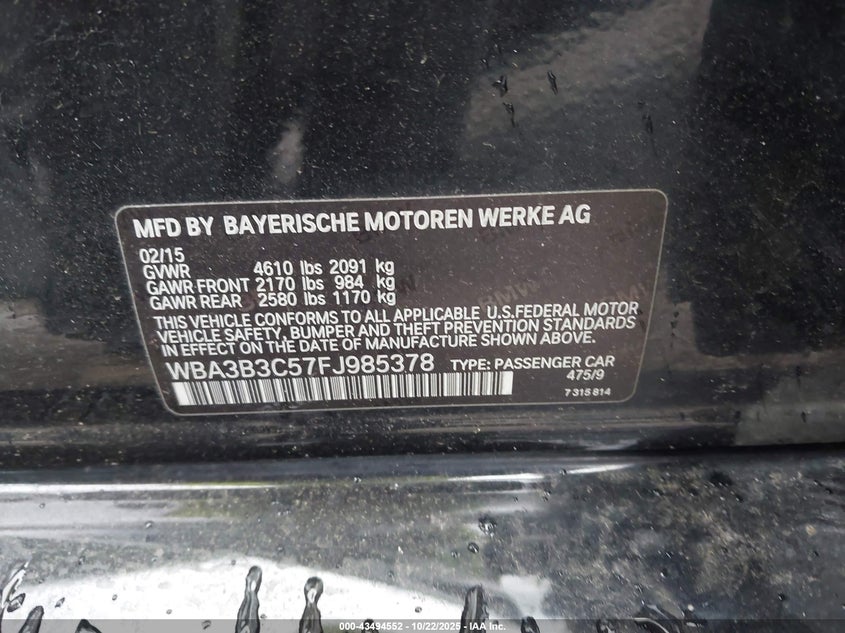 MFD BY BAYERISCHE MOTOREN WERKE AG
02/15
GVWR 4610 lbs 2091 kg
GAWR FRONT 2170 lbs 984 kg
GAWR REAR 2580 lbs 1170 kg
THIS VEHICLE CONFORMS TO ALL APPLICABLE U.S.FEDERAL MOTOR
VEHICLE SAFETY, BUMPER AND THEFT PREVENTION STANDARDS
IN EFFECT ON THE DATE OF MANUFACTURE SHOWN ABOVE.
WBA3B3C57FJ985378 TYPE: PASSENGER CAR
475/9
7 315 814
000-43494552 - 10/22/2025 - IAA Inc.